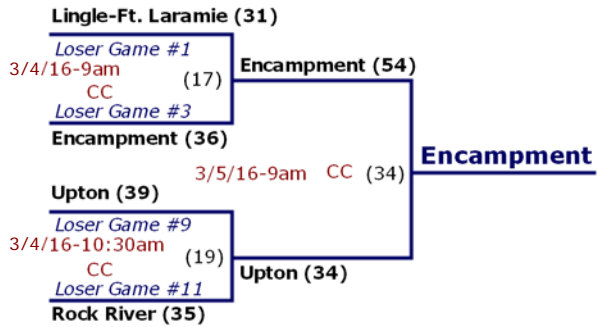 Lingle-Ft. Laramie (31)
Loser Game #1
3/4/16-9am
(17)
CC
Loser Game #3
Encampment (36)
Encampment (54)
3/5/16-9am CC (34)
Encampment
Upton (39)
Loser Game #9
3/4/16-10:30am
(19)
CC
Loser Game #11
Rock River (35)
Upton (34)